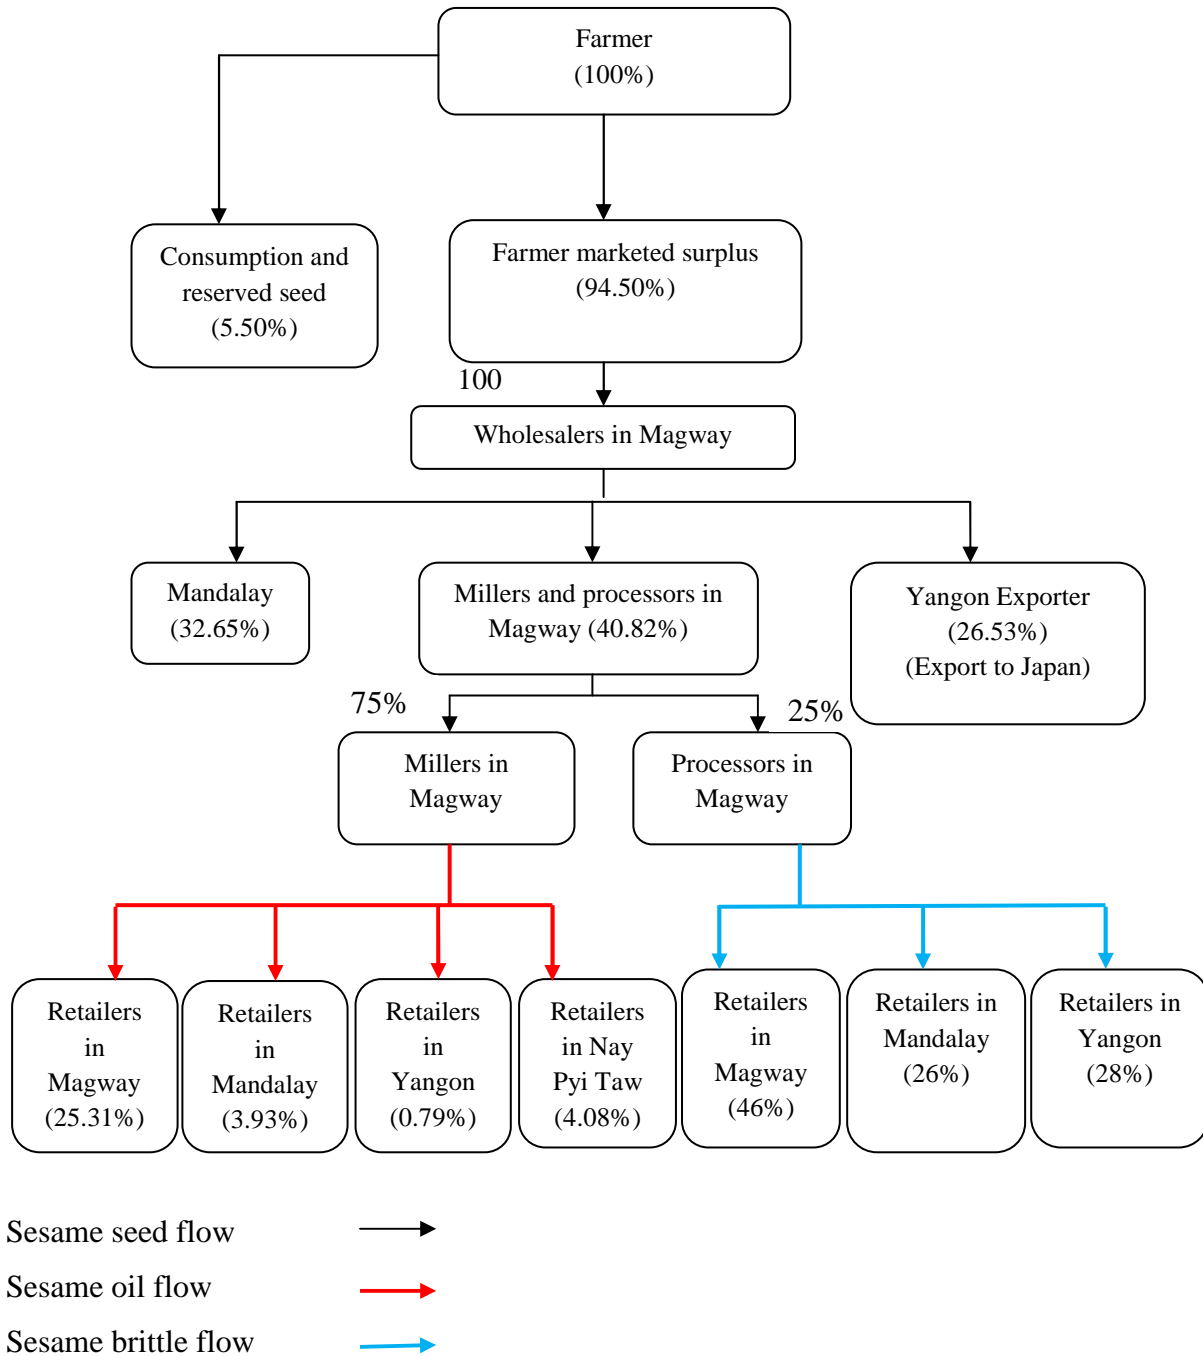 Farmer
(100%)
Consumption and
reserved seed
(5.50%)
Farmer marketed surplus
(94.50%)
100
Wholesalers in Magway
Mandalay
(32.65%)
Millers and processors in
Magway (40.82%)
Yangon Exporter
(26.53%)
(Export to Japan)
75%
25%
Millers in
Magway
Processors in
Magway
Retailers
in
Magway
(25.31%)
Retailers
in
Mandalay
(3.93%)
Retailers
in
Yangon
(0.79%)
Retailers
in Nay
Pyi Taw
(4.08%)
Retailers
in
Magway
(46%)
Retailers in
Mandalay
(26%)
Retailers in
Yangon
(28%)
Sesame seed flow
Sesame oil flow
Sesame brittle flow